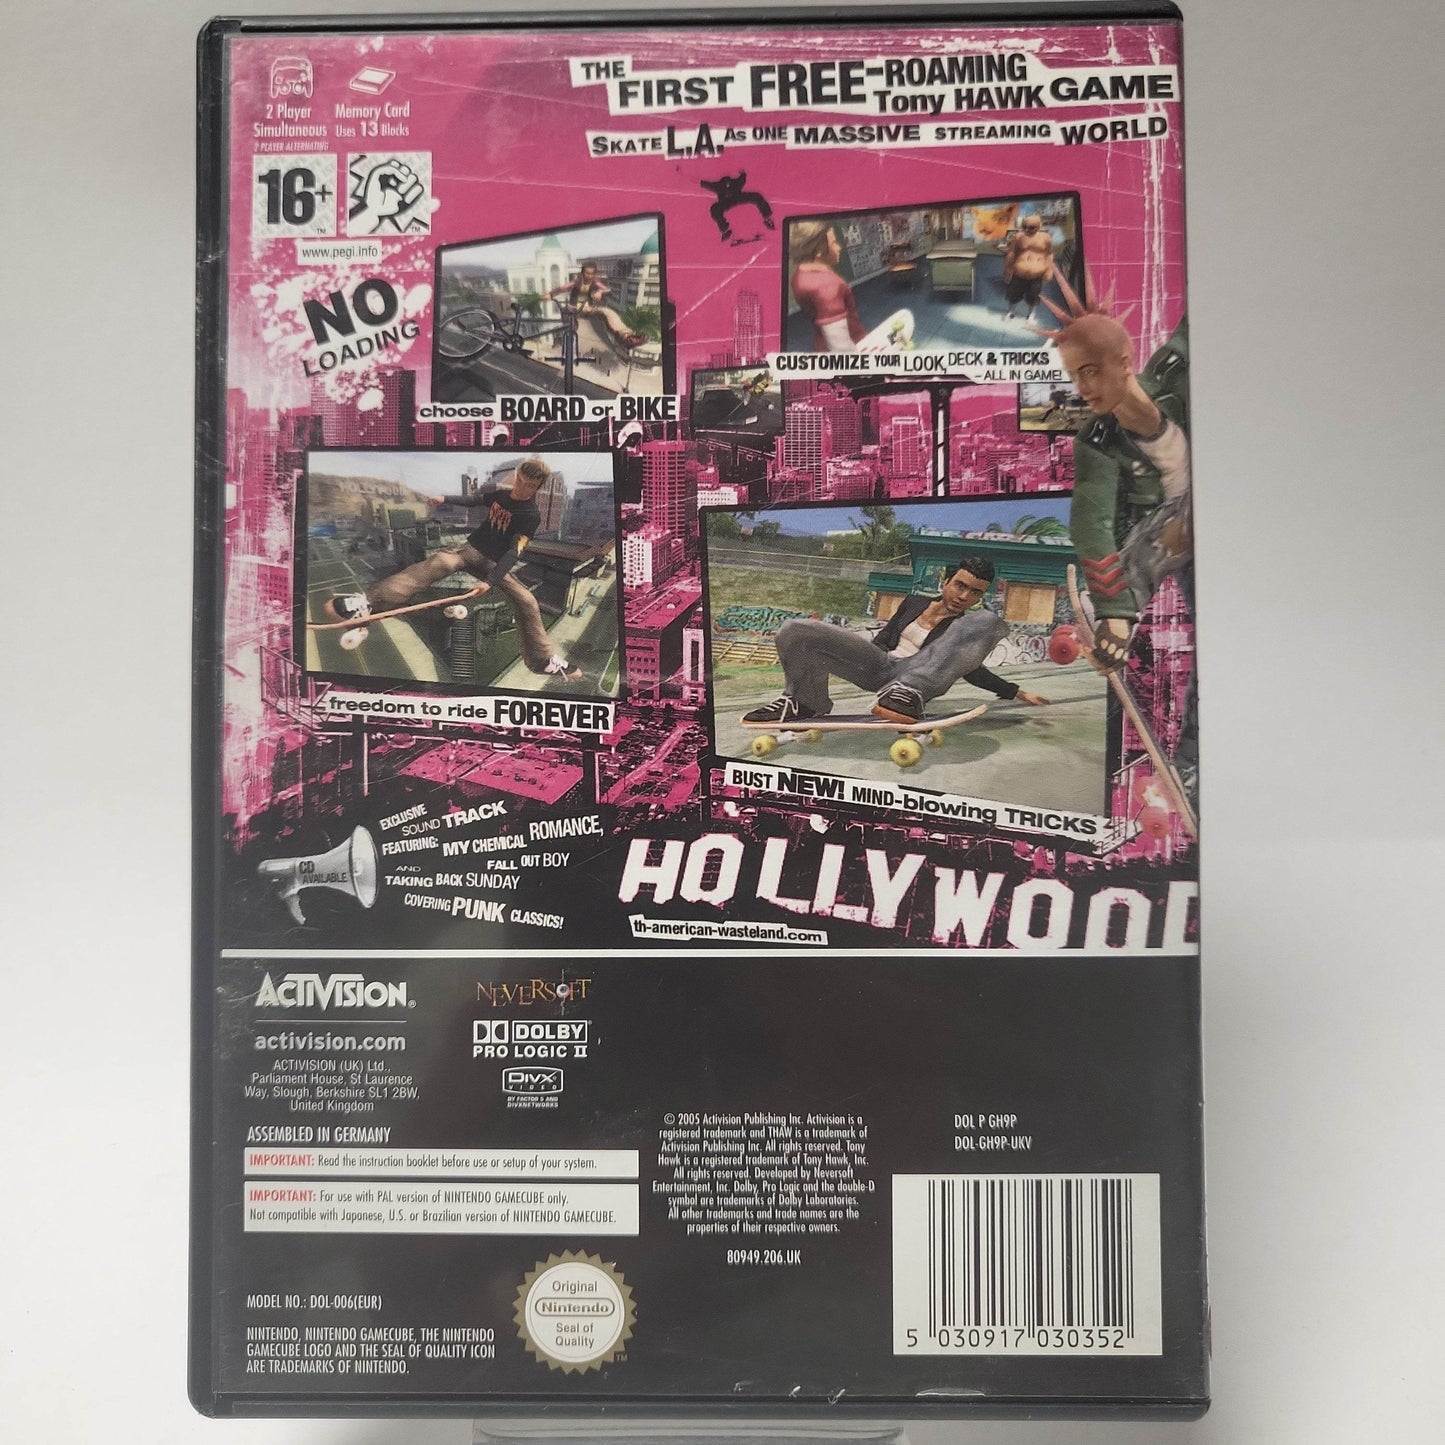 THE FIRST FREE-ROAMING
Tony HAWK GAME
SKATE L.A. AS ONE MASSIVE STREAMING WORLD
2 Player
Simultaneous
2 PLAYER ALTERNATING
Memory Card
Uses 13 Blocks
16+
™
™
www.pegi.info
NO
LOADING
choose BOARD or BIKE
CUSTOMIZE YOUR LOOK, DECK & TRICKS
- ALL IN GAME!
freedom to ride FOREVER
BUST NEW! MIND-blowing TRICKS
CD
AVAILABLE
EXCLUSIVE
SOUND TRACK
FEATURING: MY CHEMICAL ROMANCE,
FALL OUT BOY
AND
TAKING BACK SUNDAY
COVERING PUNK CLASSICS!
HOLLYWOOD
th-american-wasteland.com
ACTIVISION®
activision.com
ACTIVISION (UK) Ltd.,
Parliament House, St Laurence
Way, Slough, Berkshire SL1 2BW,
United Kingdom
NEVERSOFT
DOLBY®
PRO LOGIC II
DIVX
VIDEO
BY FACTOR 5 AND
DIVXNETWORKS
ASSEMBLED IN GERMANY
IMPORTANT: Read the instruction booklet before use or setup of your system.
IMPORTANT: For use with PAL version of NINTENDO GAMECUBE only.
Not compatible with Japanese, U.S. or Brazilian version of NINTENDO GAMECUBE.
© 2005 Activision Publishing Inc. Activision is a
registered trademark and THAW is a trademark of
Activision Publishing Inc. All rights reserved. Tony
Hawk is a registered trademark of Tony Hawk, Inc.
All rights reserved. Developed by Neversoft
Entertainment, Inc. Dolby, Pro Logic and the double-D
symbol are trademarks of Dolby Laboratories.
All other trademarks and trade names are the
properties of their respective owners.
80949.206.UK
DOL P GH9P
DOL-GH9P-UKV
MODEL NO.: DOL-006(EUR)
NINTENDO, NINTENDO GAMECUBE, THE NINTENDO
GAMECUBE LOGO AND THE SEAL OF QUALITY ICON
ARE TRADEMARKS OF NINTENDO.
Original
Nintendo
Seal of
Quality
TM
5 030917 030352